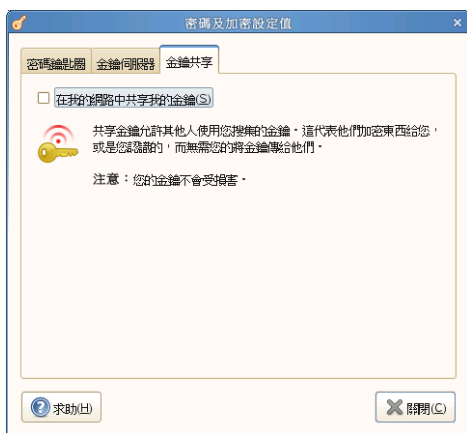 密碼及加密設定值
密碼鑰匙圈 金鑰伺服器 金鑰共享
在我的網路中共享我的金鑰(S)
共享金鑰允許其他人使用您搜集的金鑰。這代表他們加密東西給您，
或是您認識的，而無需您的將金鑰傳給他們。
注意：您的金鑰不會受損害。
求助(H) 關閉(C)